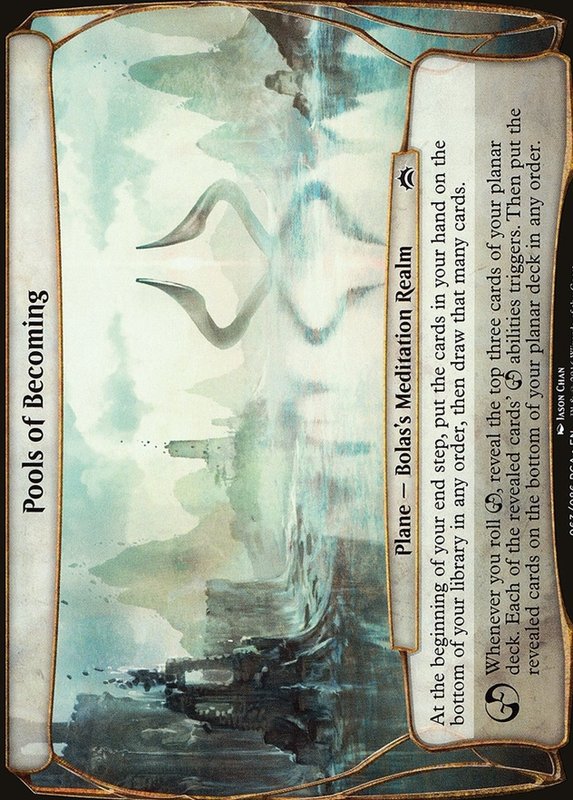 Pools of Becoming
Plane — Bolas's Meditation Realm
At the beginning of your end step, put the cards in your hand on the
bottom of your library in any order, then draw that many cards.
Whenever you roll , reveal the top three cards of your planar
deck. Each of the revealed cards' abilities triggers. Then put the
revealed cards on the bottom of your planar deck in any order.
Jason Chan